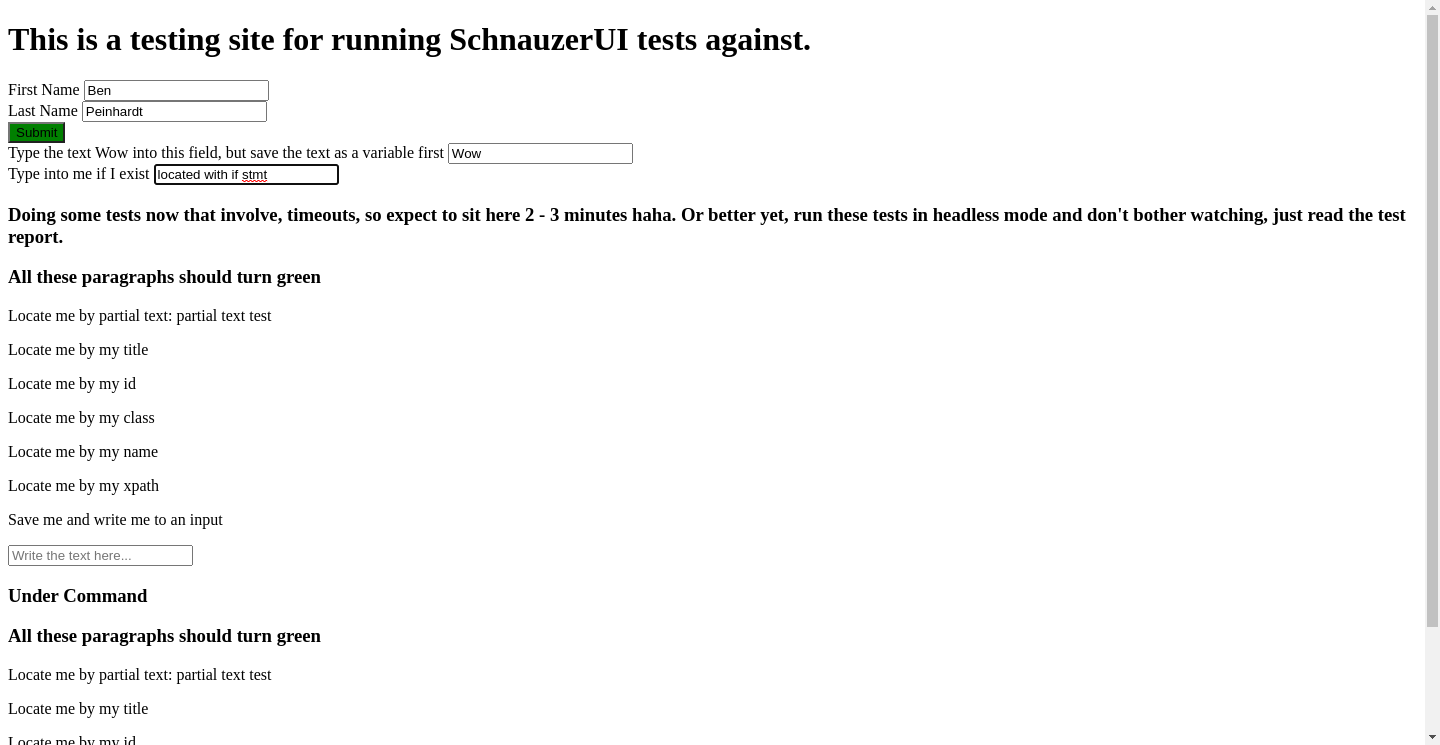 This is a testing site for running SchnauzerUI tests against.
First Name Ben
Last Name Peinhardt
Submit
Type the text Wow into this field, but save the text as a variable first Wow
Type into me if I exist located with if stmt
Doing some tests now that involve, timeouts, so expect to sit here 2 - 3 minutes haha. Or better yet, run these tests in headless mode and don't bother watching, just read the test
report.
All these paragraphs should turn green
Locate me by partial text: partial text test
Locate me by my title
Locate me by my id
Locate me by my class
Locate me by my name
Locate me by my xpath
Save me and write me to an input
Write the text here...
Under Command
All these paragraphs should turn green
Locate me by partial text: partial text test
Locate me by my title
Locate me by my id